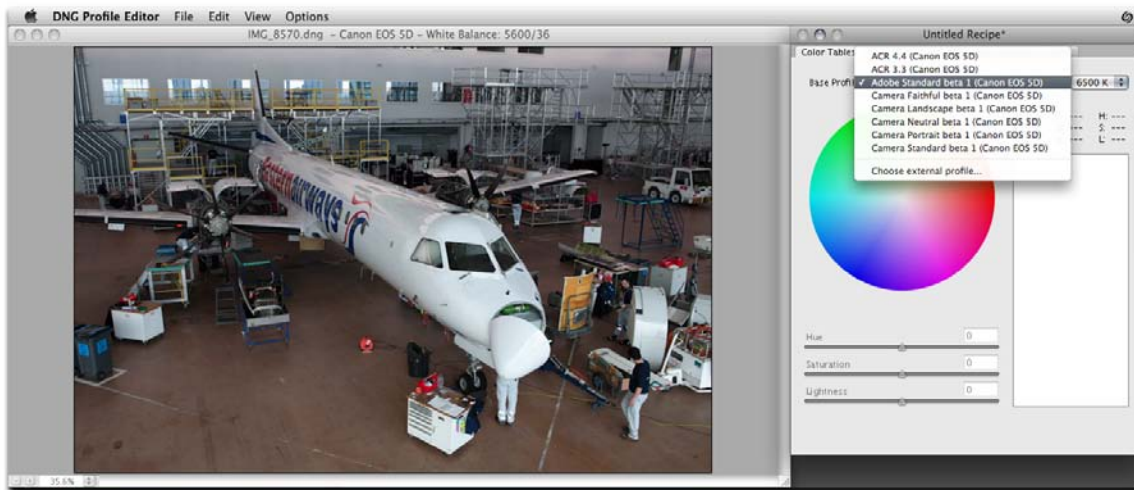 DNG Profile Editor File Edit View Options
IMG_8570.dng – Canon EOS 5D – White Balance: 5600/36
Untitled Recipe*
Color Tables
Base Profi
ACR 4.4 (Canon EOS 5D)
ACR 3.3 (Canon EOS 5D)
✓ Adobe Standard beta 1 (Canon EOS 5D)
Camera Faithful beta 1 (Canon EOS 5D)
Camera Landscape beta 1 (Canon EOS 5D)
Camera Neutral beta 1 (Canon EOS 5D)
Camera Portrait beta 1 (Canon EOS 5D)
Camera Standard beta 1 (Canon EOS 5D)
Choose external profile...
6500 K
--- H: ---
--- S: ---
--- L: ---
airways
Hue 0
Saturation 0
Lightness 0
35.6%